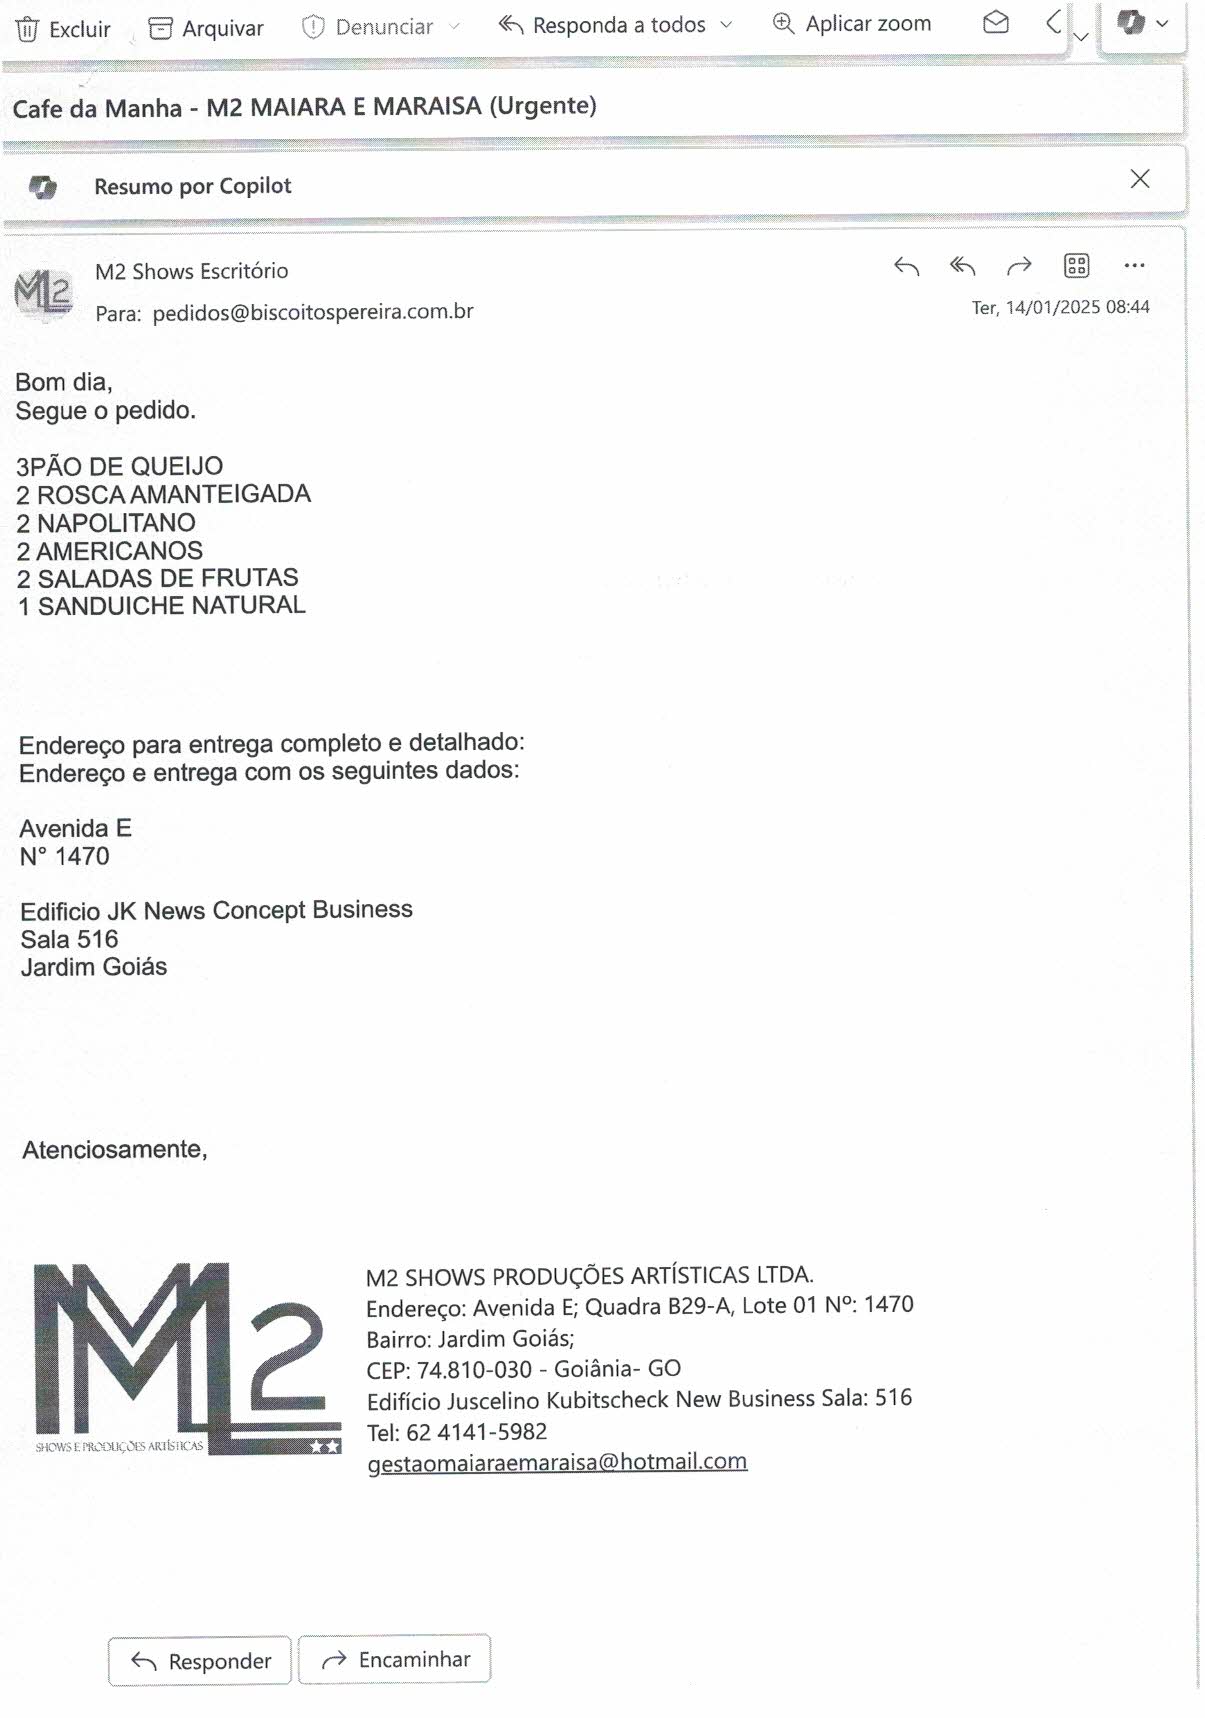 Excluir Arquivar Denunciar Responda a todos Aplicar zoom
Cafe da Manha - M2 MAIARA E MARAISA (Urgente)
Resumo por Copilot
M2 Shows Escritório
Para: pedidos@biscoitospereira.com.br
Ter, 14/01/2025 08:44
Bom dia,
Segue o pedido.
3PÃO DE QUEIJO
2 ROSCA AMANTEIGADA
2 NAPOLITANO
2 AMERICANOS
2 SALADAS DE FRUTAS
1 SANDUICHE NATURAL
Endereço para entrega completo e detalhado:
Endereço e entrega com os seguintes dados:
Avenida E
N° 1470
Edificio JK News Concept Business
Sala 516
Jardim Goiás
Atenciosamente,
M2
SHOWS E PRODUÇÕES ARTÍSTICAS
M2 SHOWS PRODUÇÕES ARTÍSTICAS LTDA.
Endereço: Avenida E; Quadra B29-A, Lote 01 Nº: 1470
Bairro: Jardim Goiás;
CEP: 74.810-030 - Goiânia- GO
Edifício Juscelino Kubitscheck New Business Sala: 516
Tel: 62 4141-5982
gestaomaiaraemaraisa@hotmail.com
Responder Encaminhar